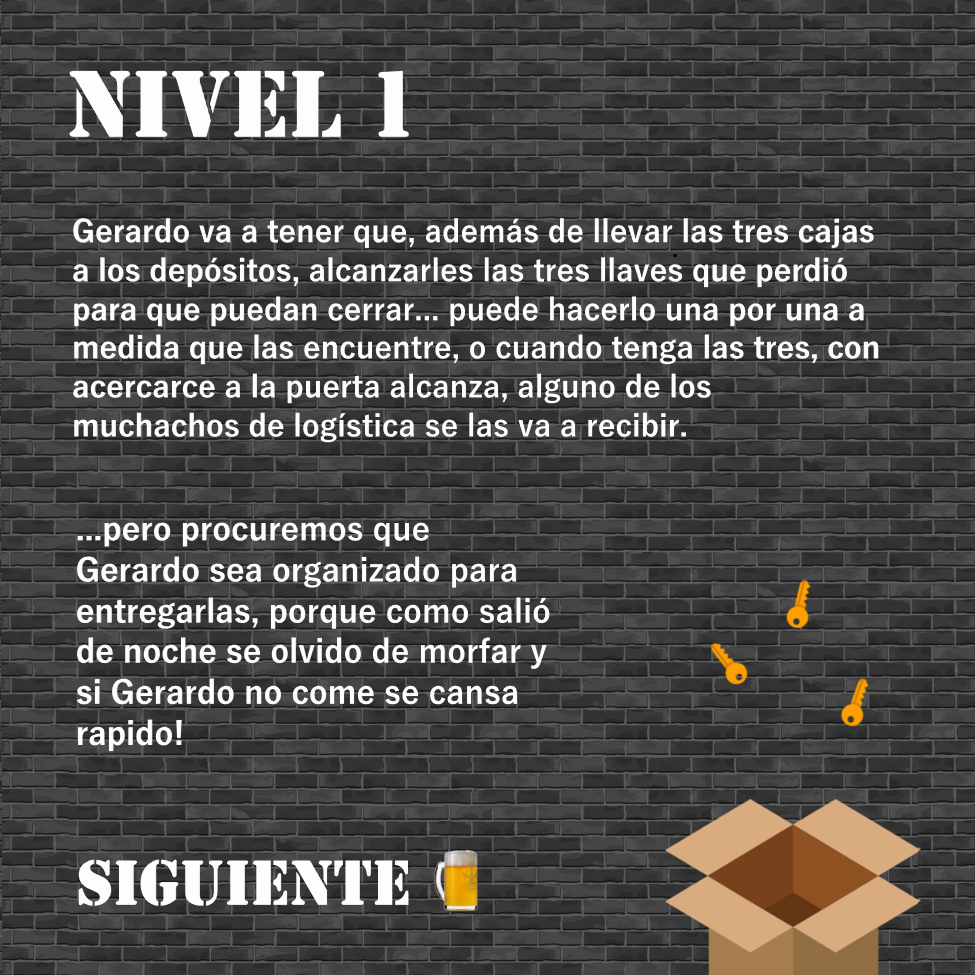 NIVEL 1
Gerardo va a tener que, además de llevar las tres cajas
a los depósitos, alcanzarles las tres llaves que perdió
para que puedan cerrar... puede hacerlo una por una a
medida que las encuentre, o cuando tenga las tres, con
acercarce a la puerta alcanza, alguno de los
muchachos de logística se las va a recibir.
...pero procuremos que
Gerardo sea organizado para
entregarlas, porque como salió
de noche se olvido de morfar y
si Gerardo no come se cansa
rapido!
SIGUIENTE